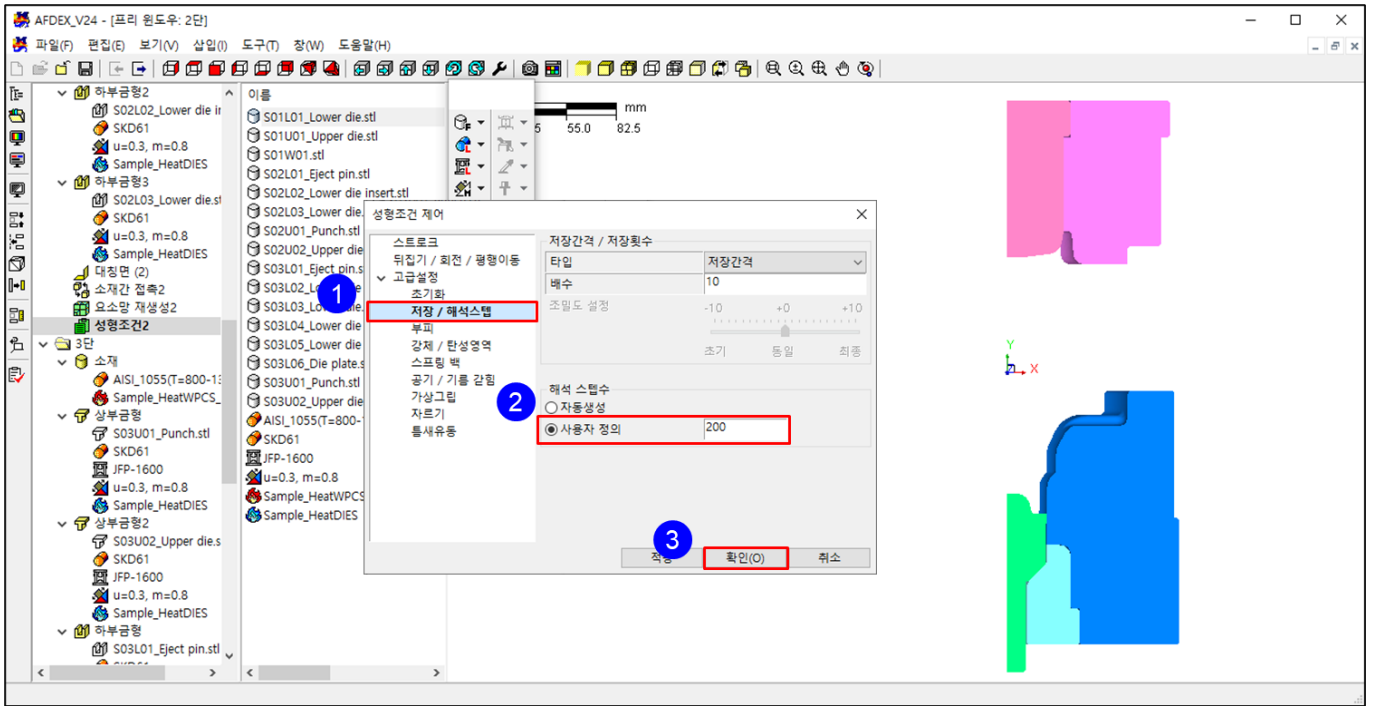 AFDEX_V24 - [프리 윈도우: 2단]
파일(F) 편집(E) 보기(V) 삽입(I) 도구(T) 창(W) 도움말(H)
하부금형2
S02L02_Lower die ir
SKD61
u=0.3, m=0.8
Sample_HeatDIES
하부금형3
S02L03_Lower die.st
SKD61
u=0.3, m=0.8
Sample_HeatDIES
대칭면 (2)
소재간 접촉2
요소망 재생성2
성형조건2
3단
소재
AISI_1055(T=800-13
Sample_HeatWPCS_
상부금형
S03U01_Punch.stl
SKD61
JFP-1600
u=0.3, m=0.8
Sample_HeatDIES
상부금형2
S03U02_Upper die.s
SKD61
JFP-1600
u=0.3, m=0.8
Sample_HeatDIES
하부금형
S03L01_Eject pin.stl
이름
S01L01_Lower die.stl
S01U01_Upper die.stl
S01W01.stl
S02L01_Eject pin.stl
S02L02_Lower die insert.stl
S02L03_Lower die.
S02U01_Punch.stl
S02U02_Upper die
S03L01_Eject pin.s
S03L02_L
S03L03_
S03L04_Lower die
S03L05_Lower die
S03L06_Die plate.s
S03U01_Punch.stl
S03U02_Upper die
AISI_1055(T=800-1
SKD61
JFP-1600
u=0.3, m=0.8
Sample_HeatWPCS
Sample_HeatDIES
mm
5 55.0 82.5
성형조건 제어
스트로크
뒤집기 / 회전 / 평행이동
고급설정
초기화
1
저장 / 해석스텝
부피
강체 / 탄성영역
스프링 백
공기 / 기름 갇힘
가상그립
자르기
틈새유동
저장간격 / 저장횟수
타입 저장간격
배수 10
조밀도 설정 -10 +0 +10
초기 동일 최종
해석 스텝수
2
자동생성
사용자 정의 200
3
적용 확인(O) 취소
Y
Z X